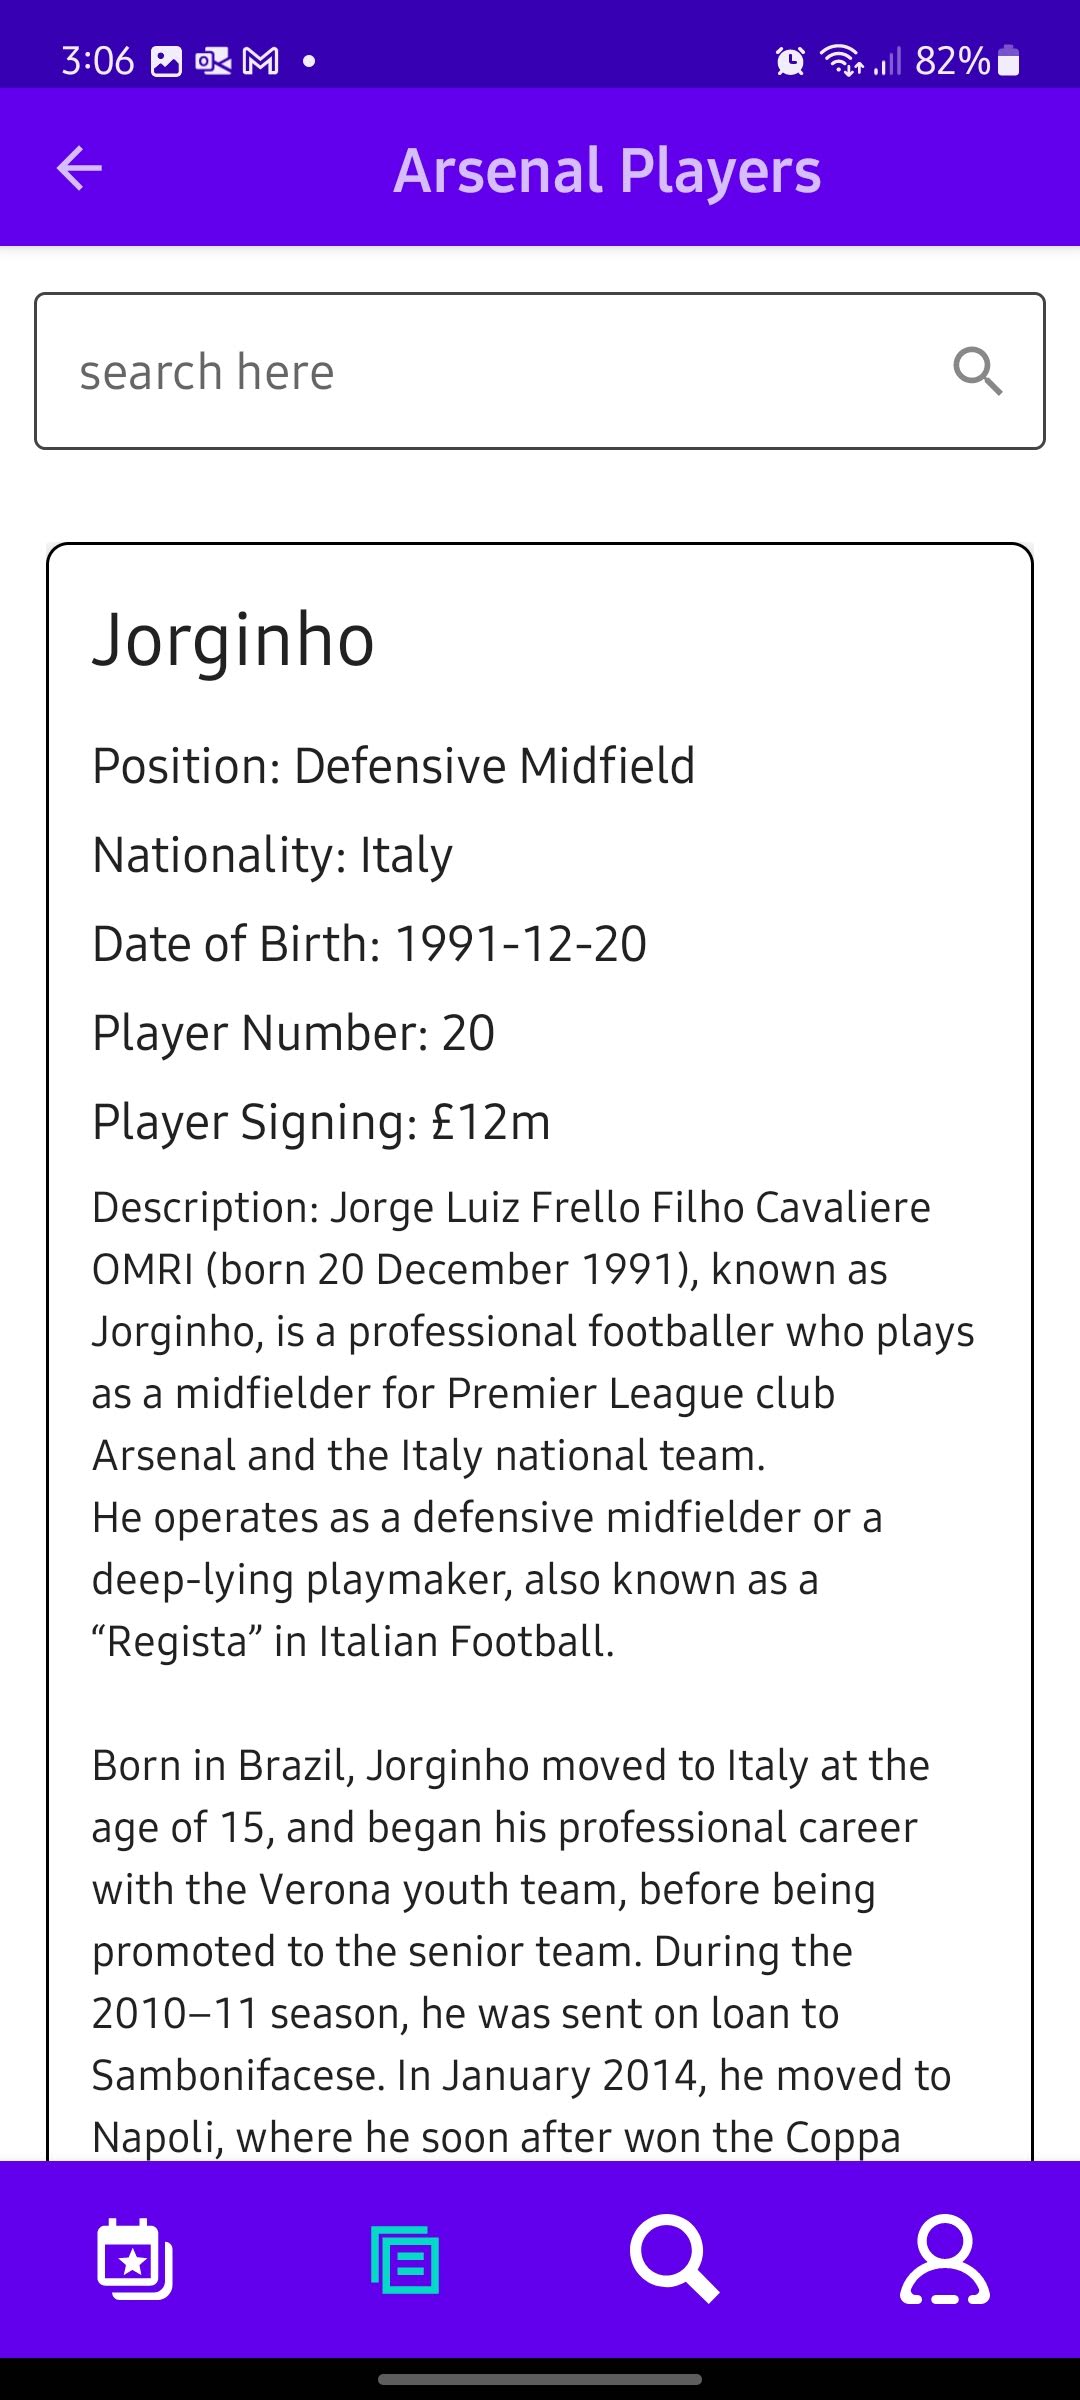 3:06
82%
Arsenal Players
search here
Jorginho
Position: Defensive Midfield
Nationality: Italy
Date of Birth: 1991-12-20
Player Number: 20
Player Signing: £12m
Description: Jorge Luiz Frello Filho Cavaliere
OMRI (born 20 December 1991), known as
Jorginho, is a professional footballer who plays
as a midfielder for Premier League club
Arsenal and the Italy national team.
He operates as a defensive midfielder or a
deep-lying playmaker, also known as a
“Regista” in Italian Football.
Born in Brazil, Jorginho moved to Italy at the
age of 15, and began his professional career
with the Verona youth team, before being
promoted to the senior team. During the
2010–11 season, he was sent on loan to
Sambonifacese. In January 2014, he moved to
Napoli, where he soon after won the Coppa